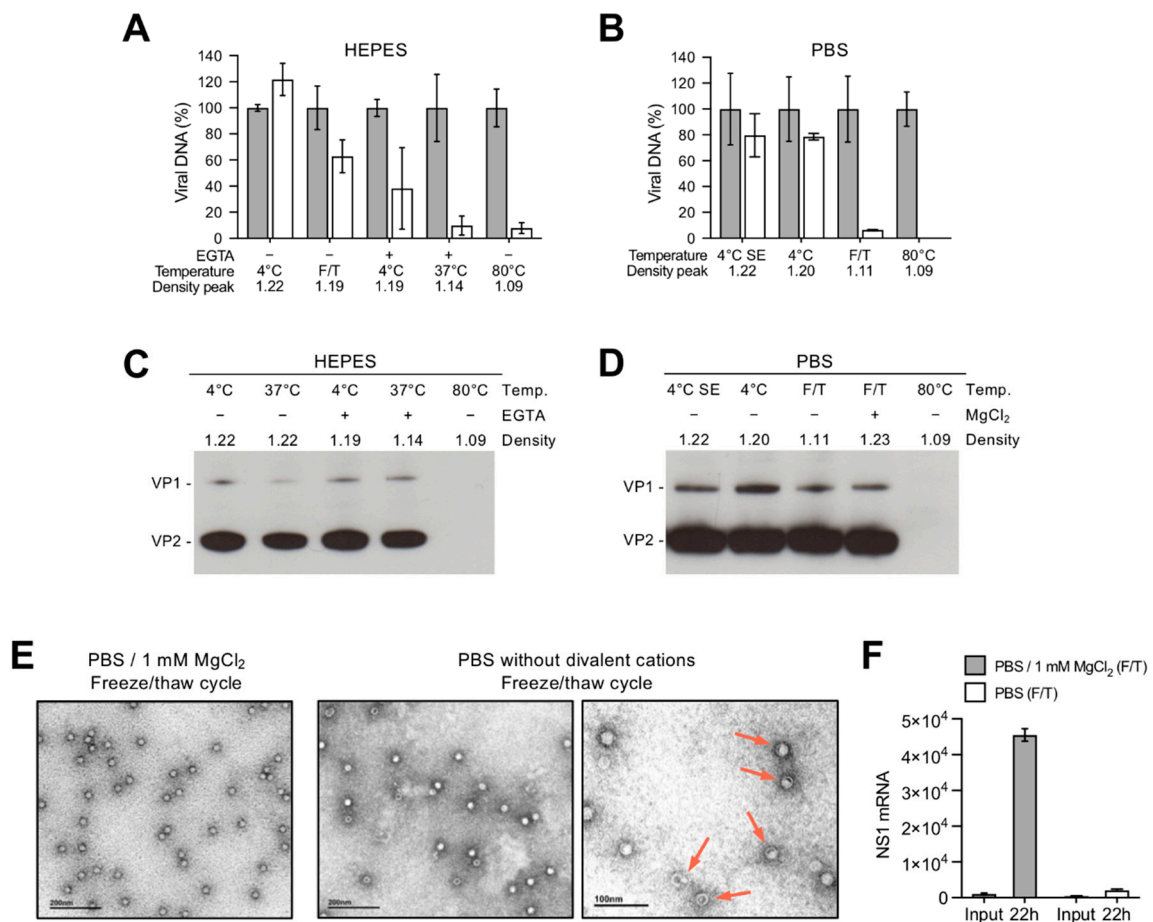 A
HEPES
Viral DNA (%)
140
120
100
80
60
40
20
0
EGTA – – + + –
Temperature 4°C F/T 4°C 37°C 80°C
Density peak 1.22 1.19 1.19 1.14 1.09
B
PBS
Viral DNA (%)
140
120
100
80
60
40
20
0
Temperature 4°C SE 4°C F/T 80°C
Density peak 1.22 1.20 1.11 1.09
C
HEPES
4°C 37°C 4°C 37°C 80°C Temp.
– – + + – EGTA
1.22 1.22 1.19 1.14 1.09 Density
VP1 -
VP2 -
D
PBS
4°C SE 4°C F/T F/T 80°C Temp.
– – – + – MgCl₂
1.22 1.20 1.11 1.23 1.09 Density
VP1 -
VP2 -
E
PBS / 1 mM MgCl₂
Freeze/thaw cycle
200nm
PBS without divalent cations
Freeze/thaw cycle
200nm
100nm
F
PBS / 1 mM MgCl₂ (F/T)
PBS (F/T)
NS1 mRNA
5×10⁴
4×10⁴
3×10⁴
2×10⁴
1×10⁴
0
Input 22h Input 22h